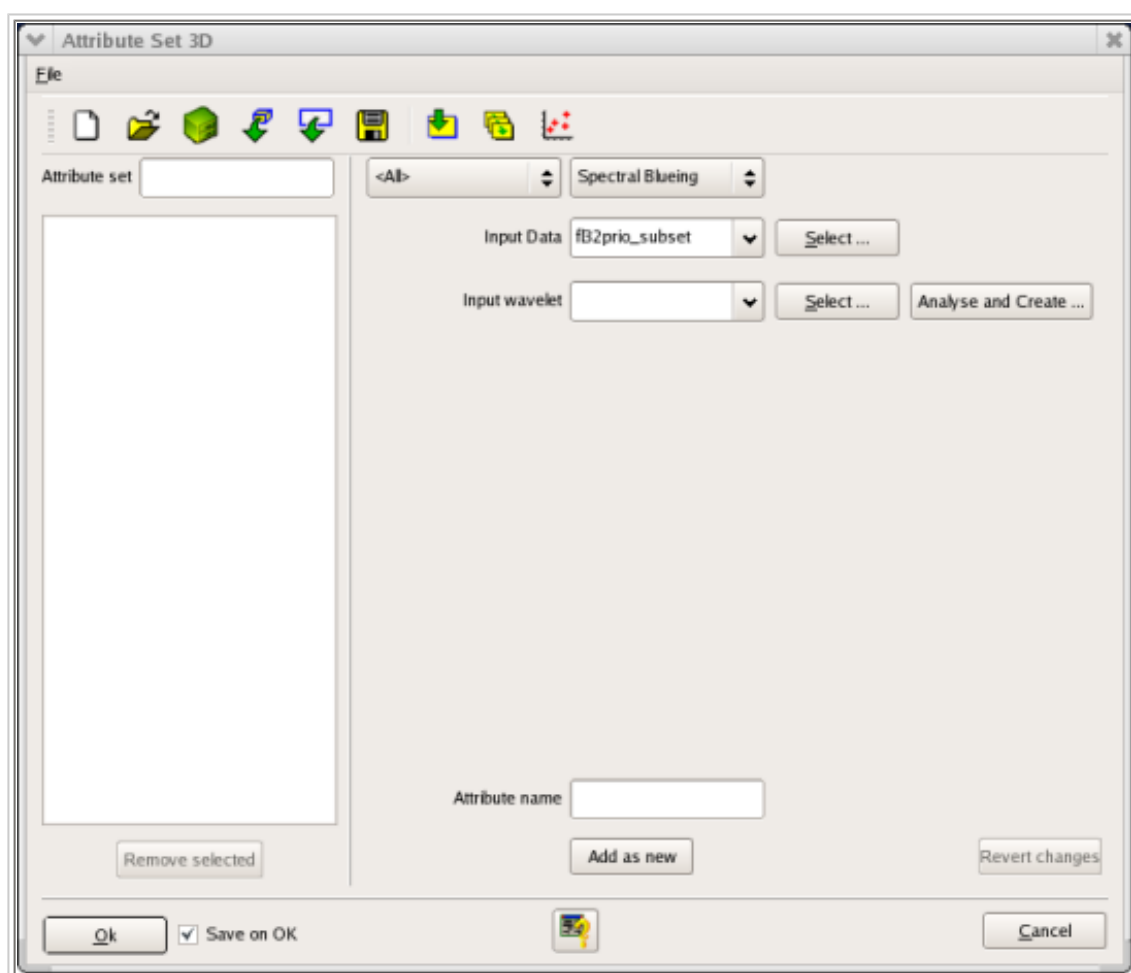 Attribute Set 3D
File
Attribute set
<All>
Spectral Blueing
Input Data
fB2prio_subset
Select ...
Input wavelet
Select ...
Analyse and Create ...
Attribute name
Remove selected
Add as new
Revert changes
Ok
Save on OK
Cancel